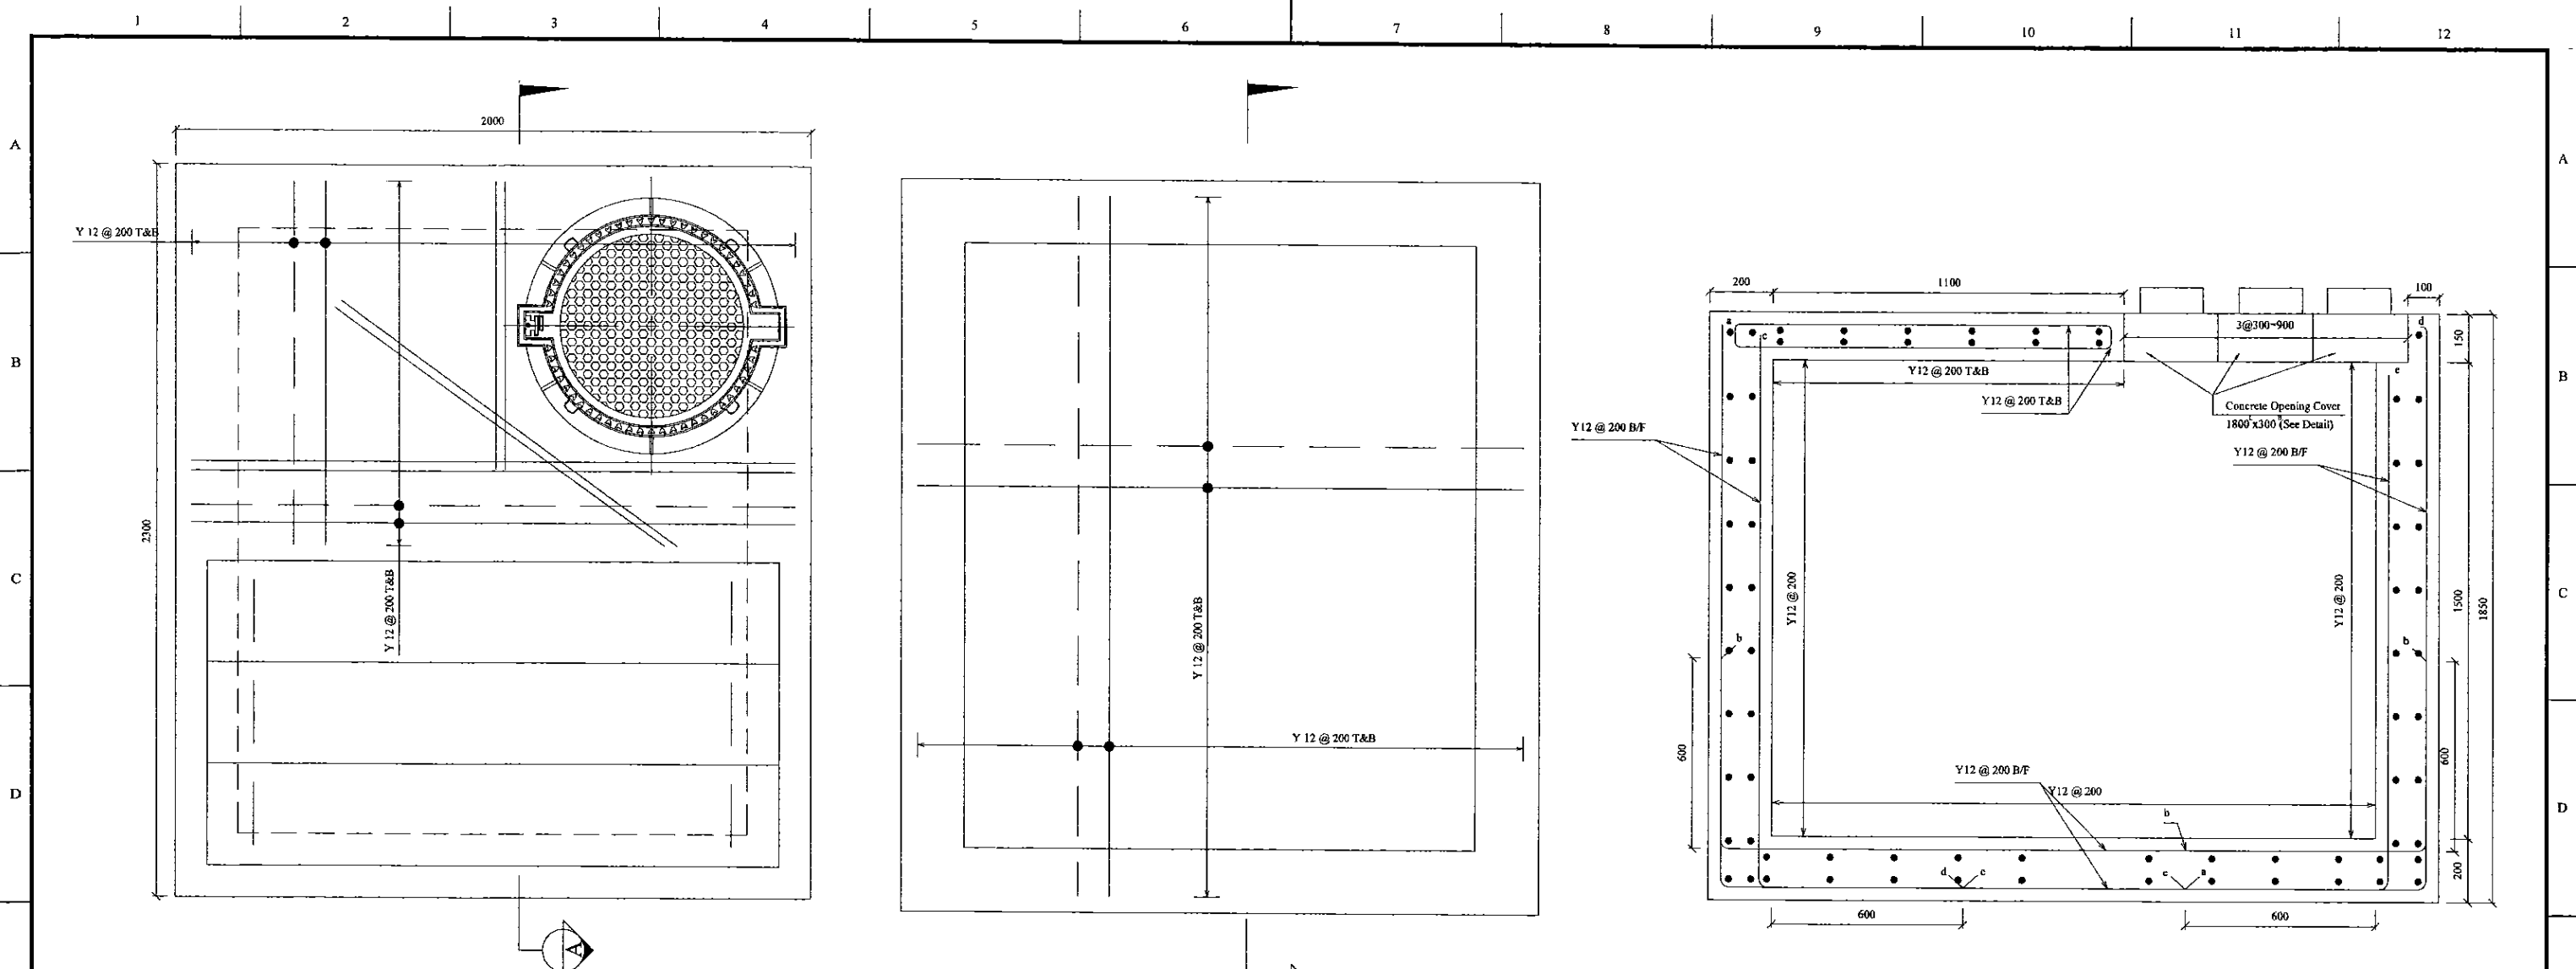 1 2 3 4 5 6 7 8 9 10 11 12
A
A
2000
Y 12 @ 200 T&B
2300
Y 12 @ 200 T&B
A
Y 12 @ 200 T&B
Y 12 @ 200 T&B
200
1100
100
a
c
3@300=900
d
150
Y12 @ 200 T&B
e
Y12 @ 200 T&B
Concrete Opening Cover
1800 x300 (See Detail)
Y12 @ 200 B/F
Y12 @ 200 B/F
Y12 @ 200
Y12 @ 200
1500
1850
b
b
600
600
Y12 @ 200 B/F
Y12 @ 200
b
d
c
e
a
200
600
600
B
B
C
C
D
D